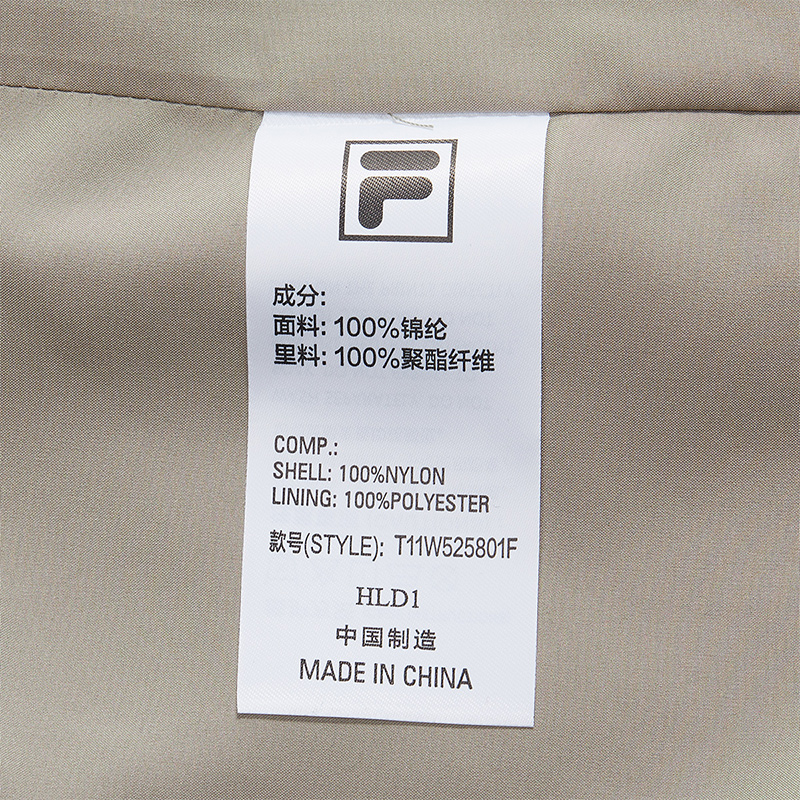 F
成分:
面料: 100%锦纶
里料: 100%聚酯纤维
COMP.:
SHELL: 100%NYLON
LINING: 100%POLYESTER
款号(STYLE): T11W525801F
HLD1
中国制造
MADE IN CHINA